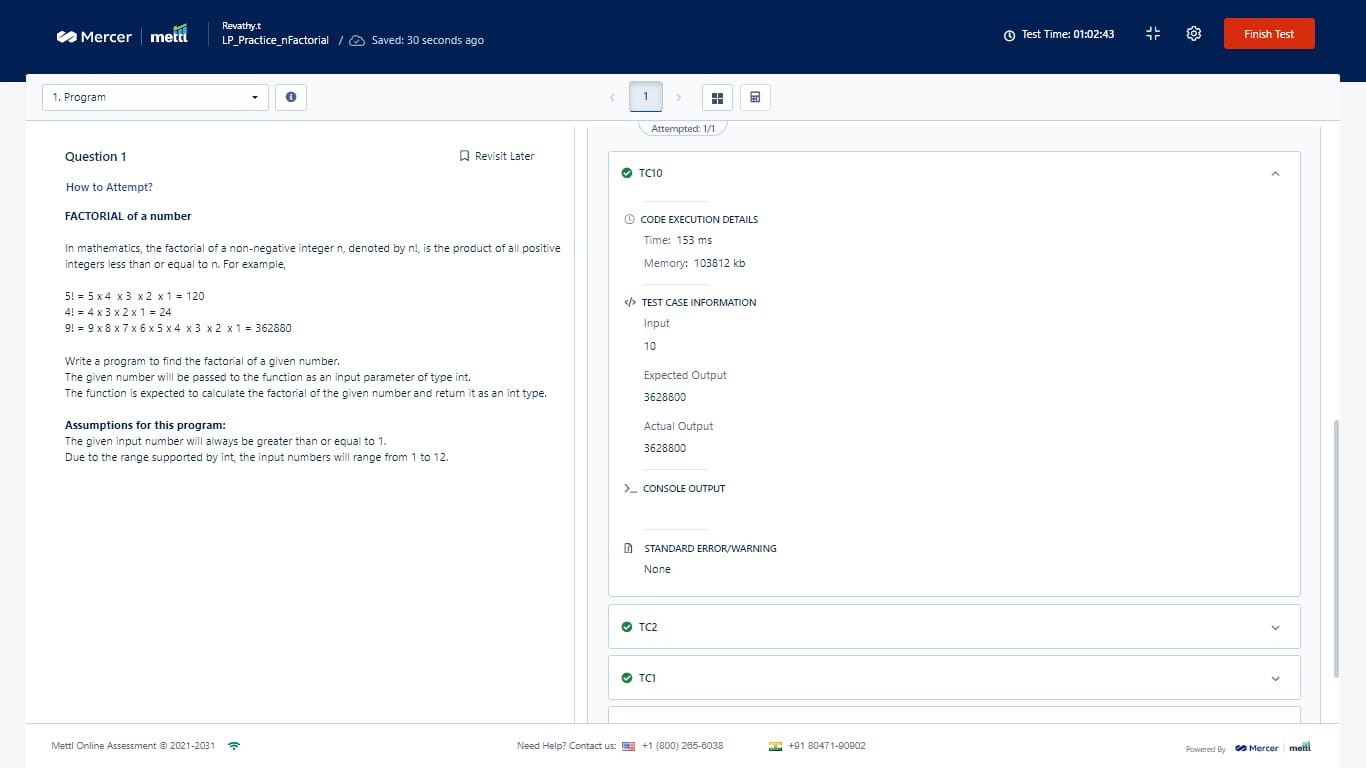 Mercer | mettl
Revathy.t
LP_Practice_nFactorial / Saved: 30 seconds ago
Test Time: 01:02:43
Finish Test
1. Program
1
Attempted: 1/1
Question 1
Revisit Later
How to Attempt?
FACTORIAL of a number
In mathematics, the factorial of a non-negative integer n, denoted by n!, is the product of all positive
integers less than or equal to n. For example,
5! = 5 x 4 x 3 x 2 x 1 = 120
4! = 4 x 3 x 2 x 1 = 24
9! = 9 x 8 x 7 x 6 x 5 x 4 x 3 x 2 x 1 = 362880
Write a program to find the factorial of a given number.
The given number will be passed to the function as an input parameter of type int.
The function is expected to calculate the factorial of the given number and return it as an int type.
Assumptions for this program:
The given input number will always be greater than or equal to 1.
Due to the range supported by int, the input numbers will range from 1 to 12.
TC10
CODE EXECUTION DETAILS
Time: 153 ms
Memory: 103812 kb
</> TEST CASE INFORMATION
Input
10
Expected Output
3628800
Actual Output
3628800
>_ CONSOLE OUTPUT
STANDARD ERROR/WARNING
None
TC2
TC1
Mettl Online Assessment © 2021-2031
Need Help? Contact us: +1 (800) 265-6038
+91 80471-90902
Powered By Mercer | mettl